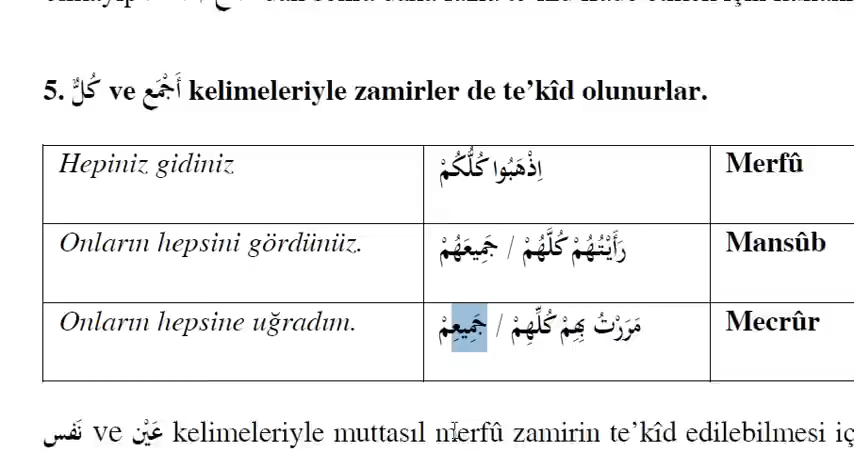 5. كُلٌّ ve أَجْمَع kelimeleriyle zamirler de te’kîd olunurlar.
Hepiniz gidiniz اِذْهَبُوا كُلُّكُمْ Merfû
Onların hepsini gördünüz. رَأَيْتُهُمْ كُلَّهُمْ / جَمِيعَهُمْ Mansûb
Onların hepsine uğradım. مَرَرْتُ بِهِمْ كُلِّهِمْ / جَمِيعِمْ Mecrûr
نَفس ve عَيْن kelimeleriyle muttasıl merfû zamirin te’kîd edilebilmesi iç